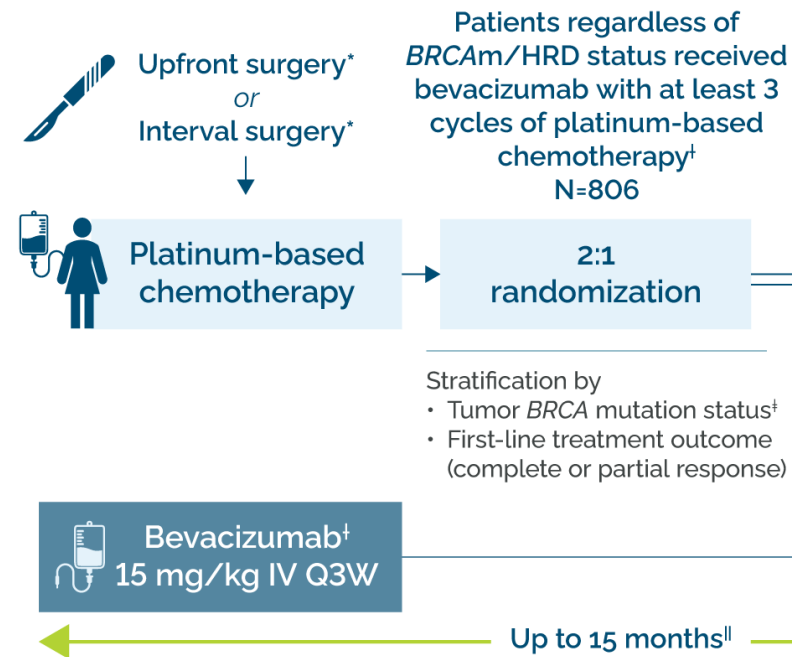 Upfront surgery*
or
Interval surgery*
Patients regardless of
BRCAm/HRD status received
bevacizumab with at least 3
cycles of platinum-based
chemotherapy†
N=806
Platinum-based
chemotherapy
2:1
randomization
Stratification by
• Tumor BRCA mutation status‡
• First-line treatment outcome
(complete or partial response)
Bevacizumab†
15 mg/kg IV Q3W
Up to 15 months||